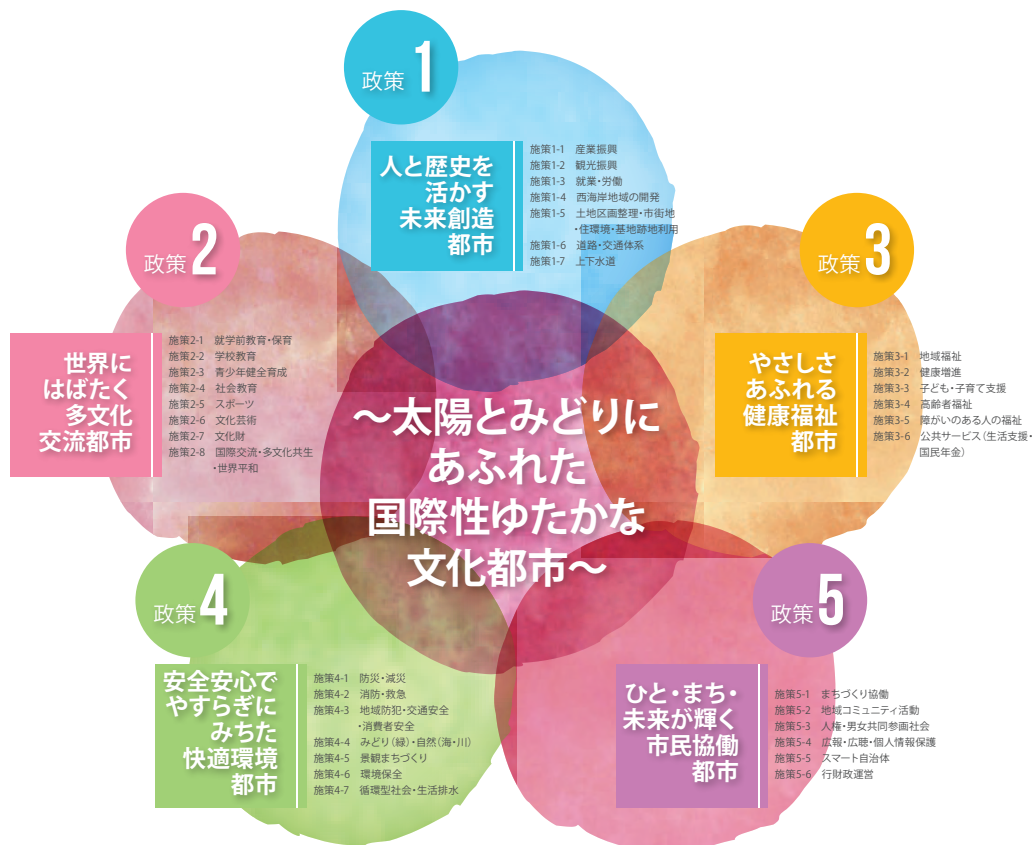 政策 1
人と歴史を
活かす
未来創造
都市
施策1-1 産業振興
施策1-2 観光振興
施策1-3 就業・労働
施策1-4 西海岸地域の開発
施策1-5 土地区画整理・市街地
・住環境・基地跡地利用
施策1-6 道路・交通体系
施策1-7 上下水道
政策 2
世界に
はばたく
多文化
交流都市
施策2-1 就学前教育・保育
施策2-2 学校教育
施策2-3 青少年健全育成
施策2-4 社会教育
施策2-5 スポーツ
施策2-6 文化芸術
施策2-7 文化財
施策2-8 国際交流・多文化共生
・世界平和
政策 3
やさしさ
あふれる
健康福祉
都市
施策3-1 地域福祉
施策3-2 健康増進
施策3-3 子ども・子育て支援
施策3-4 高齢者福祉
施策3-5 障がいのある人の福祉
施策3-6 公共サービス（生活支援・
国民年金）
～太陽とみどりに
あふれた
国際性ゆたかな
文化都市～
政策 4
安全安心で
やすらぎに
みちた
快適環境
都市
施策4-1 防災・減災
施策4-2 消防・救急
施策4-3 地域防犯・交通安全
・消費者安全
施策4-4 みどり（緑）・自然（海・川）
施策4-5 景観まちづくり
施策4-6 環境保全
施策4-7 循環型社会・生活排水
政策 5
ひと・まち・
未来が輝く
市民協働
都市
施策5-1 まちづくり協働
施策5-2 地域コミュニティ活動
施策5-3 人権・男女共同参画社会
施策5-4 広報・広聴・個人情報保護
施策5-5 スマート自治体
施策5-6 行財政運営